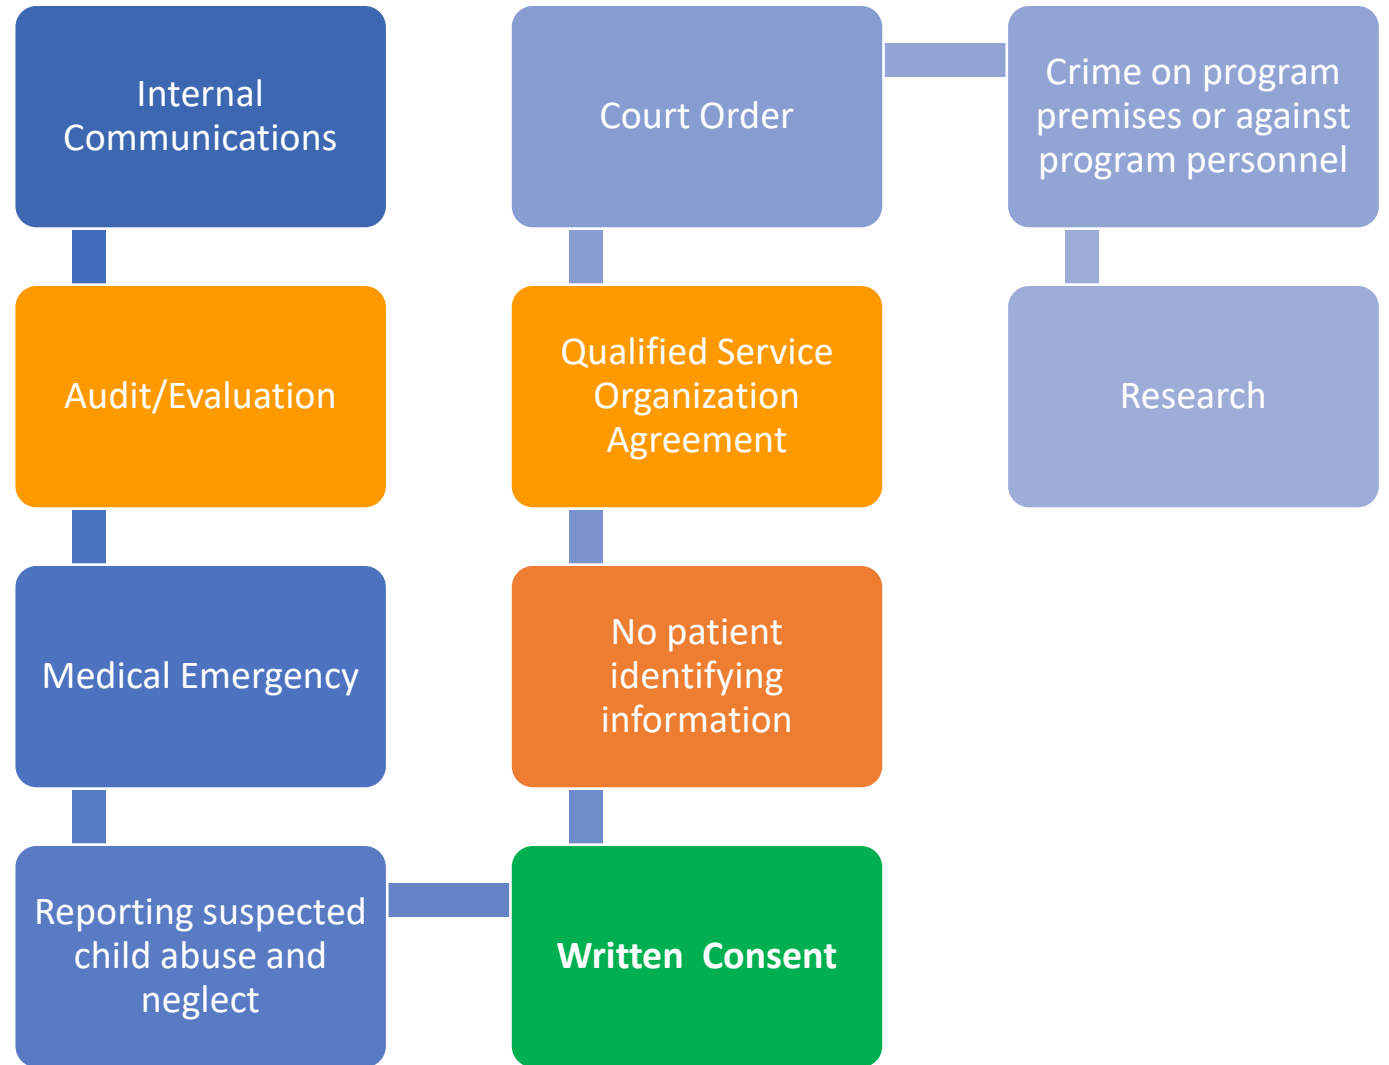 Internal
Communications
Audit/Evaluation
Medical Emergency
Reporting suspected
child abuse and
neglect
Written  Consent
No patient
identifying
information
Qualified Service
Organization
Agreement
Court Order
Crime on program
premises or against
program personnel
Research